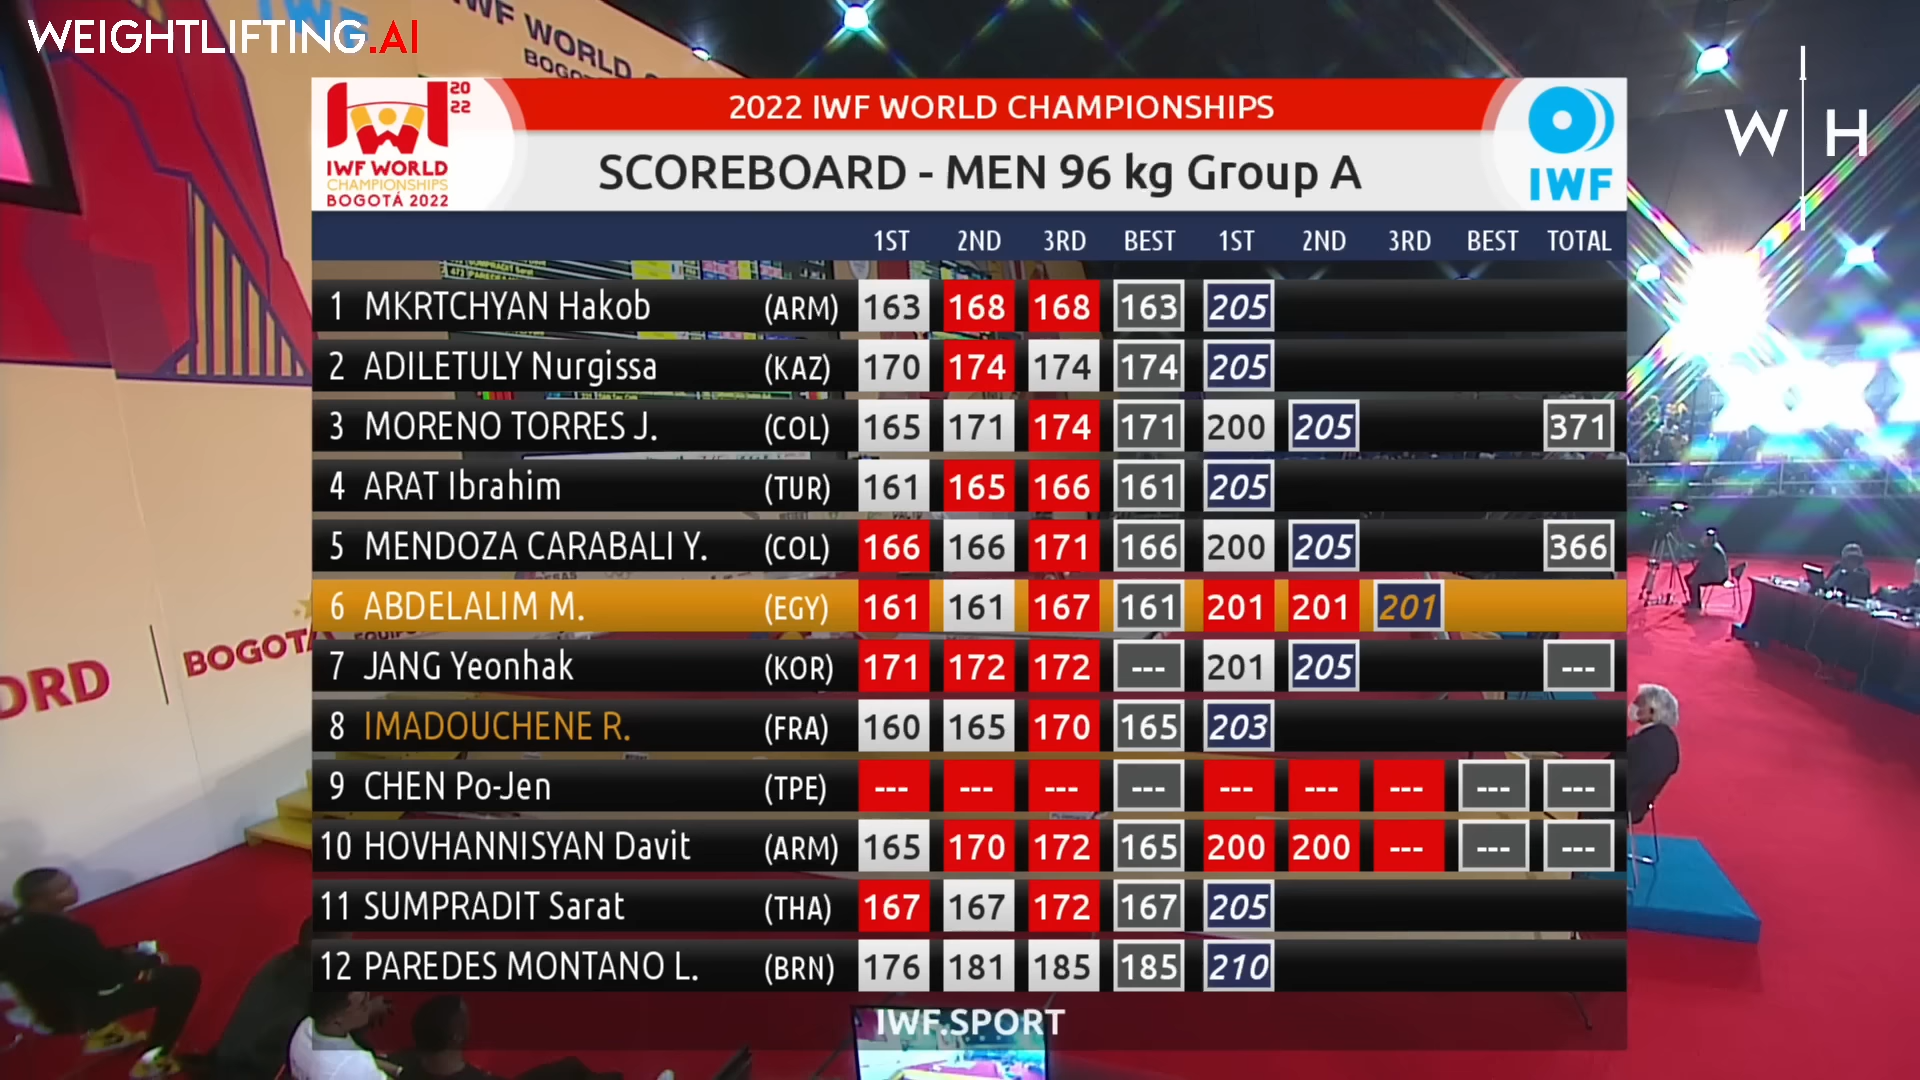 WEIGHTLIFTING.AI
IWF WORLD
BOGOTÁ
W H
20
22
IWF WORLD
CHAMPIONSHIPS
BOGOTÁ 2022
2022 IWF WORLD CHAMPIONSHIPS
SCOREBOARD - MEN 96 kg Group A
IWF
1ST 2ND 3RD BEST 1ST 2ND 3RD BEST TOTAL
1 MKRTCHYAN Hakob (ARM) 163 168 168 163 205
2 ADILETULY Nurgissa (KAZ) 170 174 174 174 205
3 MORENO TORRES J. (COL) 165 171 174 171 200 205 371
4 ARAT Ibrahim (TUR) 161 165 166 161 205
5 MENDOZA CARABALI Y. (COL) 166 166 171 166 200 205 366
6 ABDELALIM M. (EGY) 161 161 167 161 201 201 201
7 JANG Yeonhak (KOR) 171 172 172 --- 201 205 ---
8 IMADOUCHENE R. (FRA) 160 165 170 165 203
9 CHEN Po-Jen (TPE) --- --- --- --- --- --- --- --- ---
10 HOVHANNISYAN Davit (ARM) 165 170 172 165 200 200 --- --- ---
11 SUMPRADIT Sarat (THA) 167 167 172 167 205
12 PAREDES MONTANO L. (BRN) 176 181 185 185 210
IWF.SPORT
ORD
BOGOTÁ